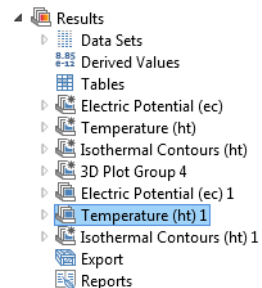 Results
Data Sets
8.85
e-12 Derived Values
Tables
Electric Potential (ec)
Temperature (ht)
Isothermal Contours (ht)
3D Plot Group 4
Electric Potential (ec) 1
Temperature (ht) 1
Isothermal Contours (ht) 1
Export
Reports